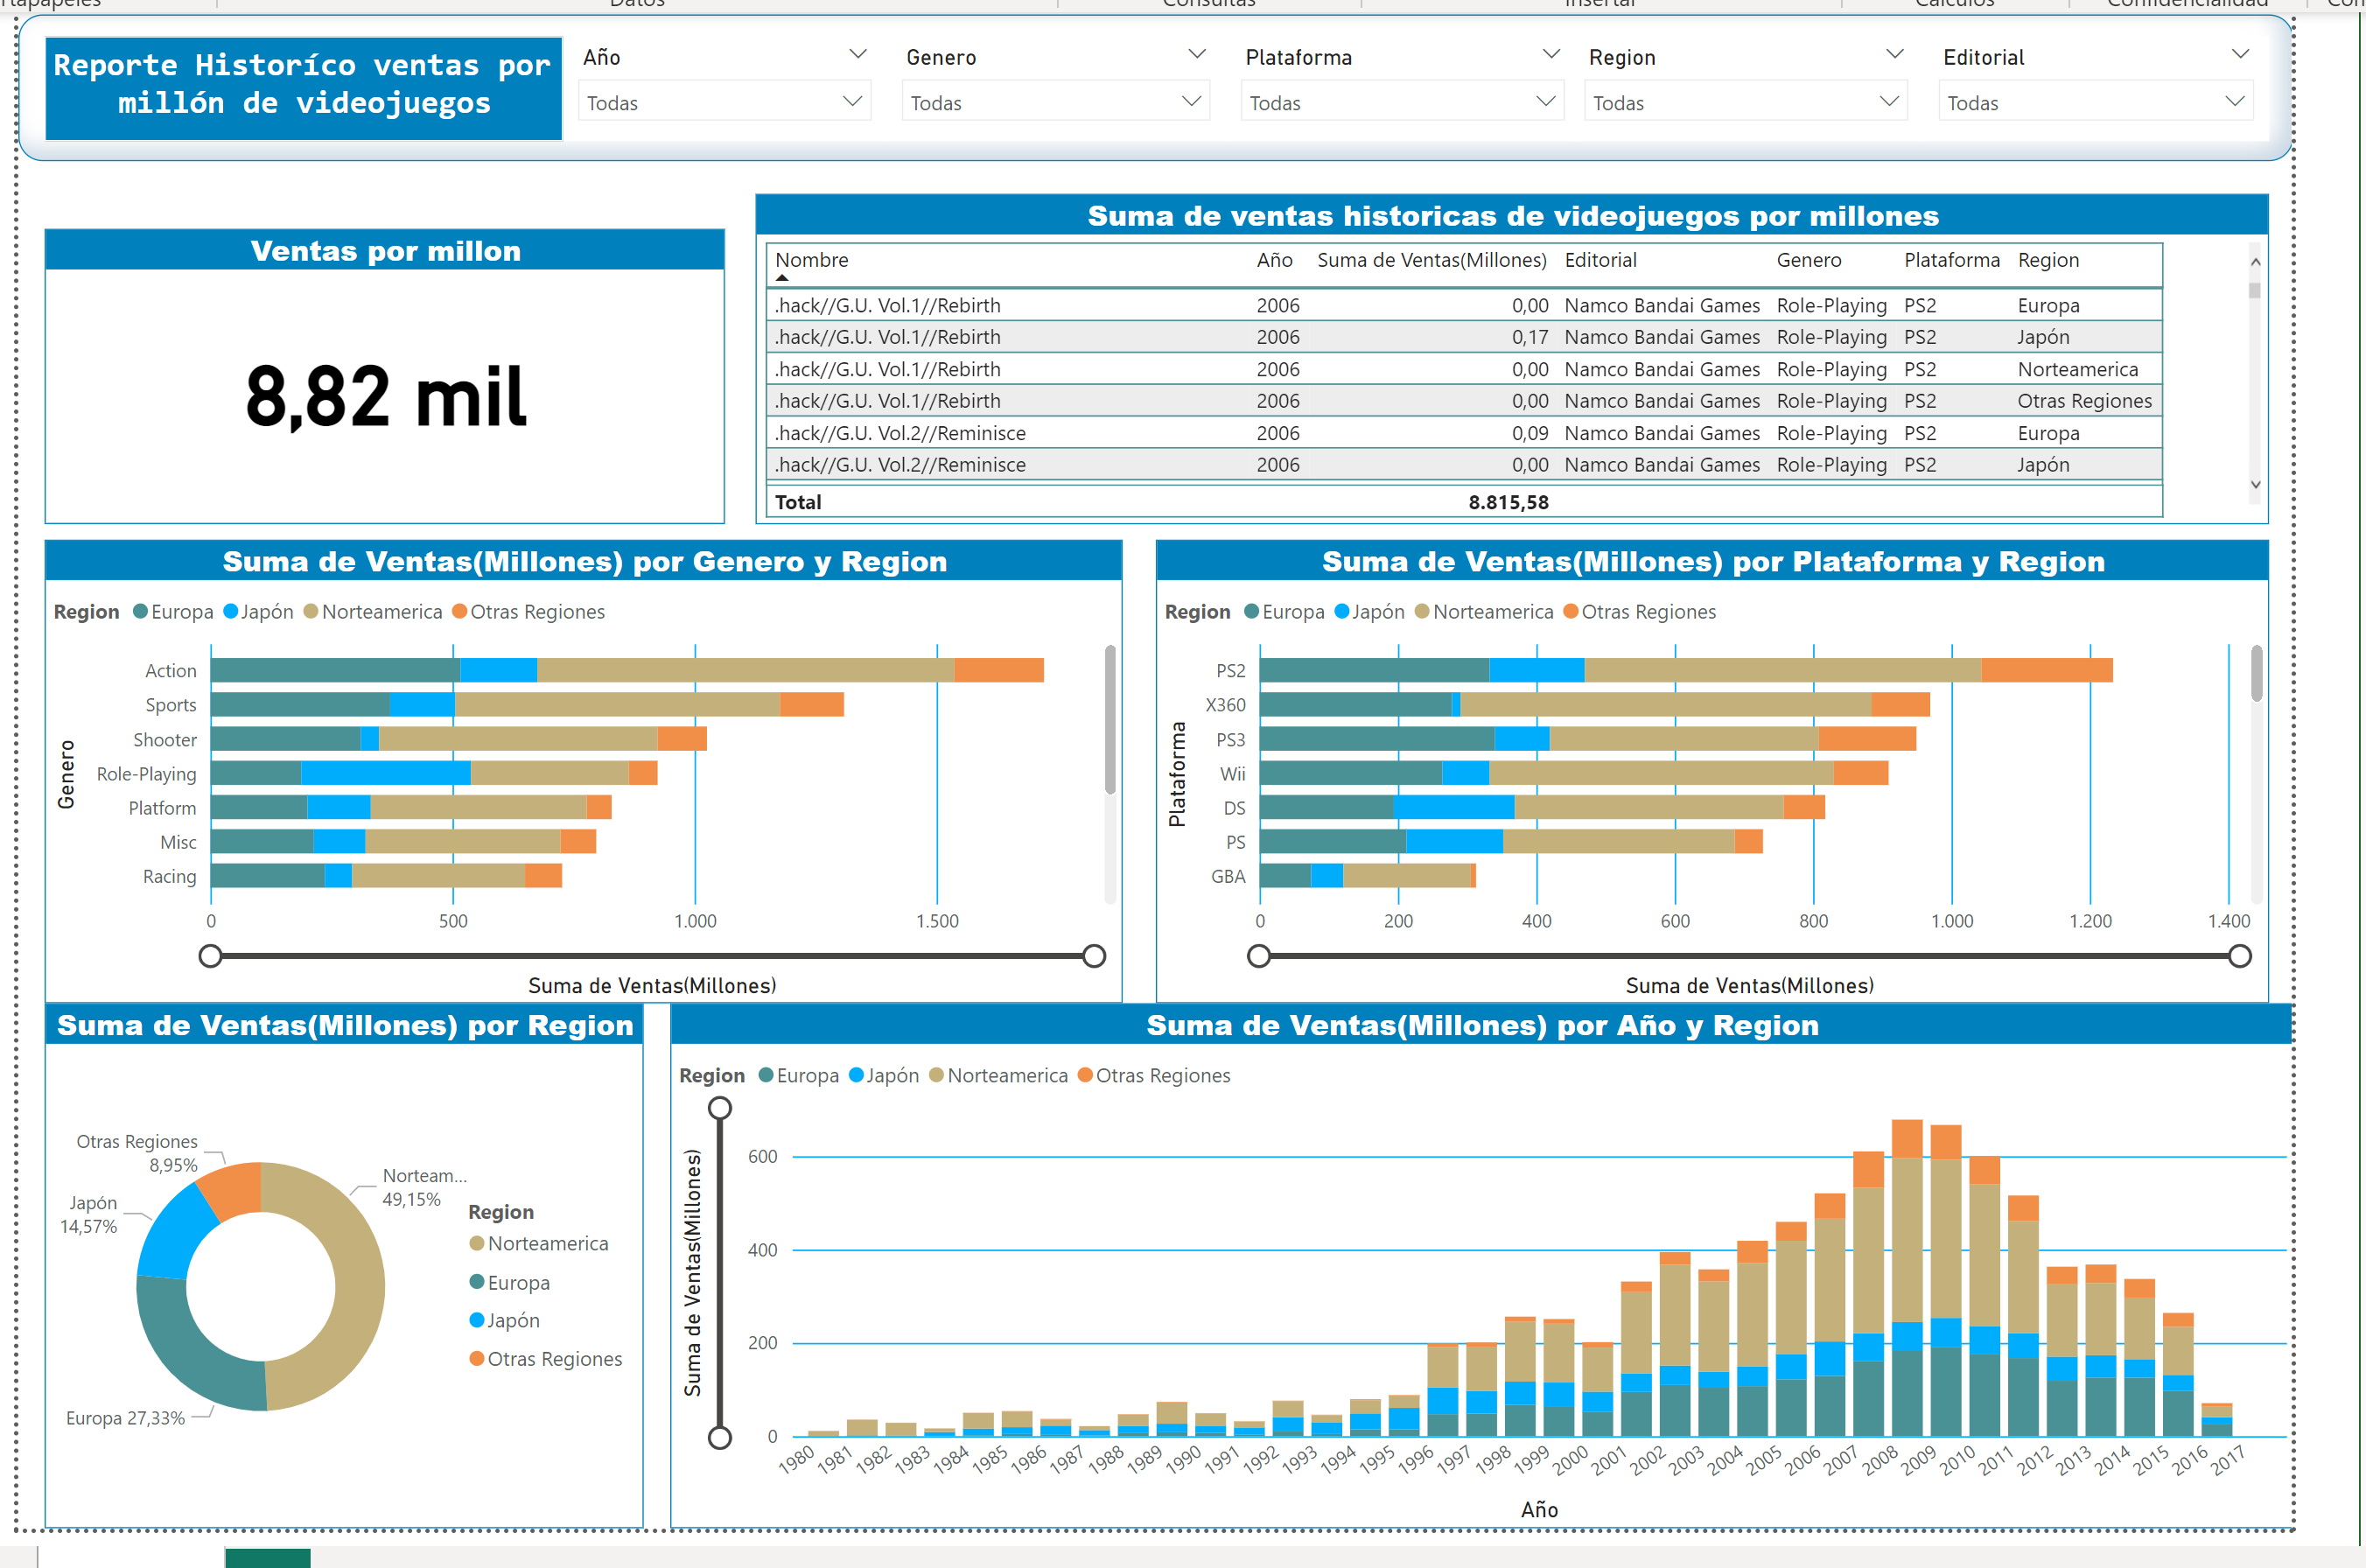 Datos
Consultas
Insertar
Cálculos
Confidencialidad
Reporte Historíco ventas por
millón de videojuegos
Año
Genero
Plataforma
Region
Editorial
Todas
Todas
Todas
Todas
Todas
Ventas por millon
8,82 mil
Suma de ventas historicas de videojuegos por millones
Nombre Año Suma de Ventas(Millones) Editorial Genero Plataforma Region
.hack//G.U. Vol.1//Rebirth 2006 0,00 Namco Bandai Games Role-Playing PS2 Europa
.hack//G.U. Vol.1//Rebirth 2006 0,17 Namco Bandai Games Role-Playing PS2 Japón
.hack//G.U. Vol.1//Rebirth 2006 0,00 Namco Bandai Games Role-Playing PS2 Norteamerica
.hack//G.U. Vol.1//Rebirth 2006 0,00 Namco Bandai Games Role-Playing PS2 Otras Regiones
.hack//G.U. Vol.2//Reminisce 2006 0,09 Namco Bandai Games Role-Playing PS2 Europa
.hack//G.U. Vol.2//Reminisce 2006 0,00 Namco Bandai Games Role-Playing PS2 Japón
Total 8.815,58
Suma de Ventas(Millones) por Genero y Region
Region Europa Japón Norteamerica Otras Regiones
Genero
Action
Sports
Shooter
Role-Playing
Platform
Misc
Racing
0 500 1.000 1.500
Suma de Ventas(Millones)
Suma de Ventas(Millones) por Plataforma y Region
Region Europa Japón Norteamerica Otras Regiones
Plataforma
PS2
X360
PS3
Wii
DS
PS
GBA
0 200 400 600 800 1.000 1.200 1.400
Suma de Ventas(Millones)
Suma de Ventas(Millones) por Region
Otras Regiones
8,95%
Norteam...
49,15%
Japón
14,57%
Europa 27,33%
Region
Norteamerica
Europa
Japón
Otras Regiones
Suma de Ventas(Millones) por Año y Region
Region Europa Japón Norteamerica Otras Regiones
Suma de Ventas(Millones)
600
400
200
0
1980 1981 1982 1983 1984 1985 1986 1987 1988 1989 1990 1991 1992 1993 1994 1995 1996 1997 1998 1999 2000 2001 2002 2003 2004 2005 2006 2007 2008 2009 2010 2011 2012 2013 2014 2015 2016 2017
Año